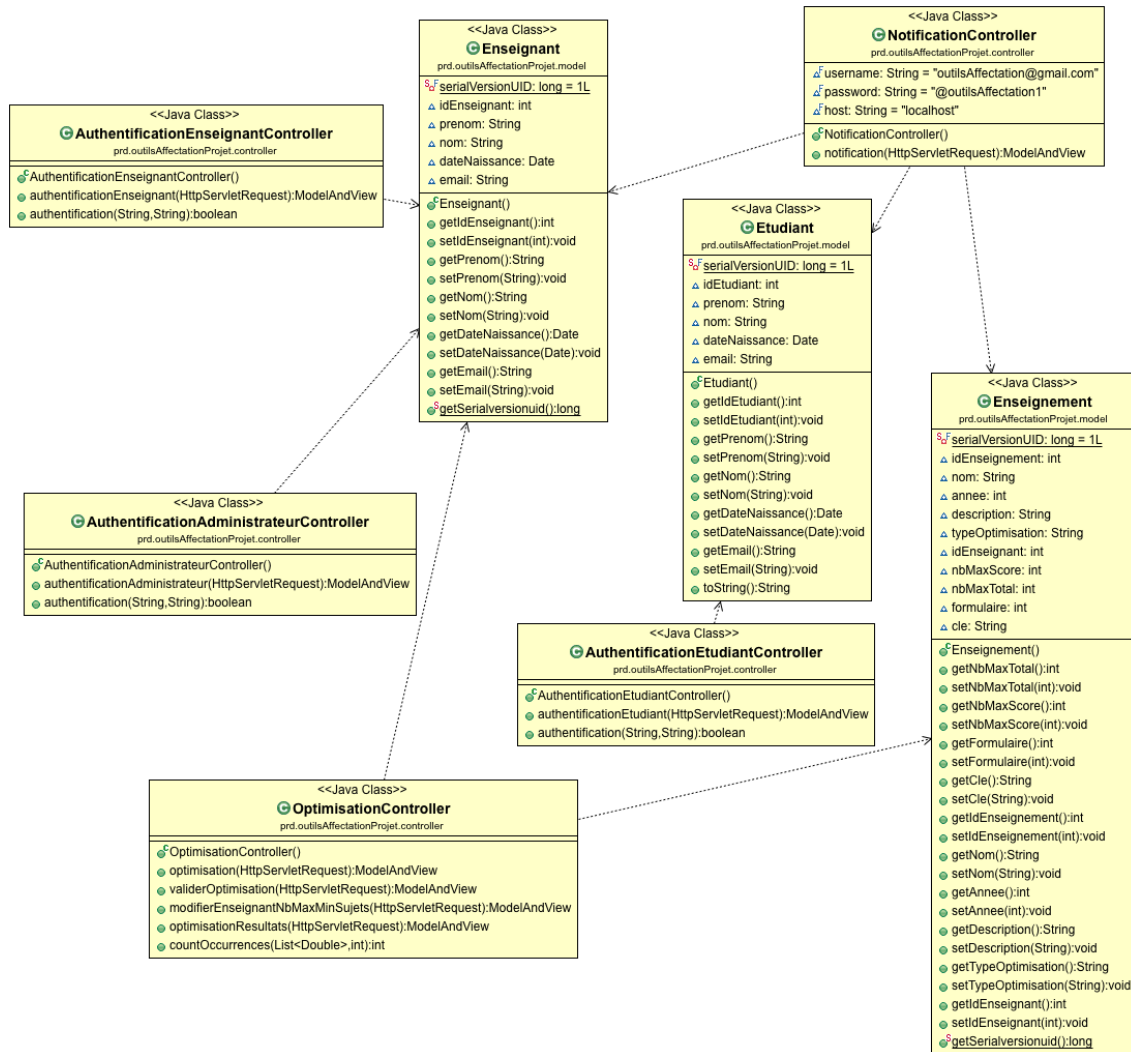 <<Java Class>>
Enseignant
prd.outilsAffectationProjet.model
serialVersionUID: long = 1L
idEnseignant: int
prenom: String
nom: String
dateNaissance: Date
email: String
Enseignant()
getIdEnseignant():int
setIdEnseignant(int):void
getPrenom():String
setPrenom(String):void
getNom():String
setNom(String):void
getDateNaissance():Date
setDateNaissance(Date):void
getEmail():String
setEmail(String):void
getSerialversionuid():long
<<Java Class>>
NotificationController
prd.outilsAffectationProjet.controller
username: String = "outilsAffectation@gmail.com"
password: String = "@outilsAffectation1"
host: String = "localhost"
NotificationController()
notification(HttpServletRequest):ModelAndView
<<Java Class>>
AuthentificationEnseignantController
prd.outilsAffectationProjet.controller
AuthentificationEnseignantController()
authentificationEnseignant(HttpServletRequest):ModelAndView
authentification(String,String):boolean
<<Java Class>>
Etudiant
prd.outilsAffectationProjet.model
serialVersionUID: long = 1L
idEtudiant: int
prenom: String
nom: String
dateNaissance: Date
email: String
Etudiant()
getIdEtudiant():int
setIdEtudiant(int):void
getPrenom():String
setPrenom(String):void
getNom():String
setNom(String):void
getDateNaissance():Date
setDateNaissance(Date):void
getEmail():String
setEmail(String):void
toString():String
<<Java Class>>
Enseignement
prd.outilsAffectationProjet.model
serialVersionUID: long = 1L
idEnseignement: int
nom: String
annee: int
description: String
typeOptimisation: String
idEnseignant: int
nbMaxScore: int
nbMaxTotal: int
formulaire: int
cle: String
Enseignement()
getNbMaxTotal():int
setNbMaxTotal(int):void
getNbMaxScore():int
setNbMaxScore(int):void
getFormulaire():int
setFormulaire(int):void
getCle():String
setCle(String):void
getIdEnseignement():int
setIdEnseignement(int):void
getNom():String
setNom(String):void
getAnnee():int
setAnnee(int):void
getDescription():String
setDescription(String):void
getTypeOptimisation():String
setTypeOptimisation(String):void
getIdEnseignant():int
setIdEnseignant(int):void
getSerialversionuid():long
<<Java Class>>
AuthentificationAdministrateurController
prd.outilsAffectationProjet.controller
AuthentificationAdministrateurController()
authentificationAdministrateur(HttpServletRequest):ModelAndView
authentification(String,String):boolean
<<Java Class>>
AuthentificationEtudiantController
prd.outilsAffectationProjet.controller
AuthentificationEtudiantController()
authentificationEtudiant(HttpServletRequest):ModelAndView
authentification(String,String):boolean
<<Java Class>>
OptimisationController
prd.outilsAffectationProjet.controller
OptimisationController()
optimisation(HttpServletRequest):ModelAndView
validerOptimisation(HttpServletRequest):ModelAndView
modifierEnseignantNbMaxMinSujets(HttpServletRequest):ModelAndView
optimisationResultats(HttpServletRequest):ModelAndView
countOccurrences(List<Double>,int):int